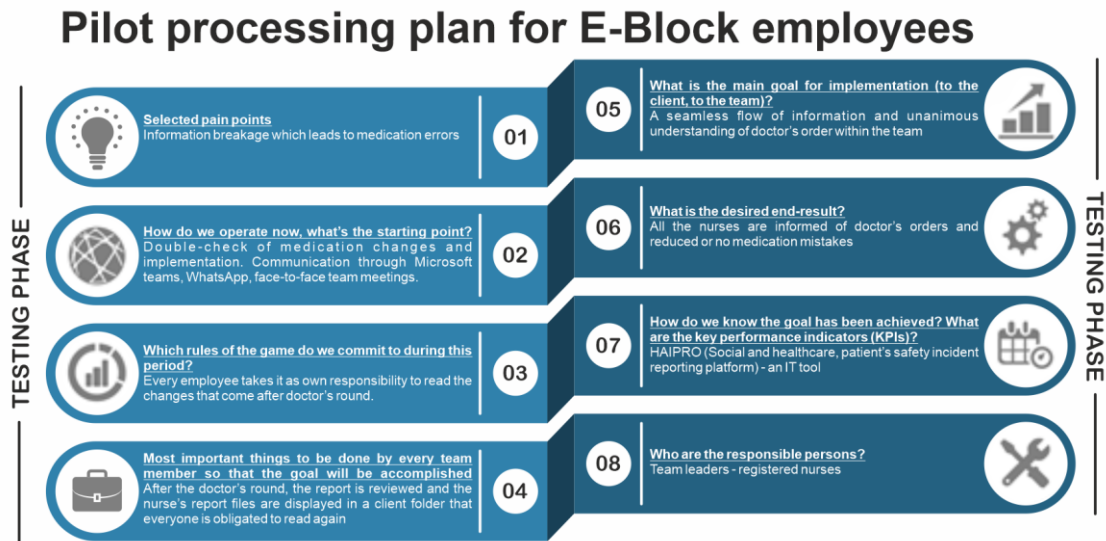 Pilot processing plan for E-Block employees
TESTING PHASE
Selected pain points
Information breakage which leads to medication errors
01
How do we operate now, what's the starting point?
Double-check of medication changes and
implementation. Communication through Microsoft
teams, WhatsApp, face-to-face team meetings.
02
Which rules of the game do we commit to during this
period?
Every employee takes it as own responsibility to read the
changes that come after doctor's round.
03
Most important things to be done by every team
member so that the goal will be accomplished
After the doctor's round, the report is reviewed and the
nurse's report files are displayed in a client folder that
everyone is obligated to read again
04
05
What is the main goal for implementation (to the
client, to the team)?
A seamless flow of information and unanimous
understanding of doctor's order within the team
06
What is the desired end-result?
All the nurses are informed of doctor's orders and
reduced or no medication mistakes
07
How do we know the goal has been achieved? What
are the key performance indicators (KPIs)?
HAIPRO (Social and healthcare, patient's safety incident
reporting platform) - an IT tool
08
Who are the responsible persons?
Team leaders - registered nurses
TESTING PHASE